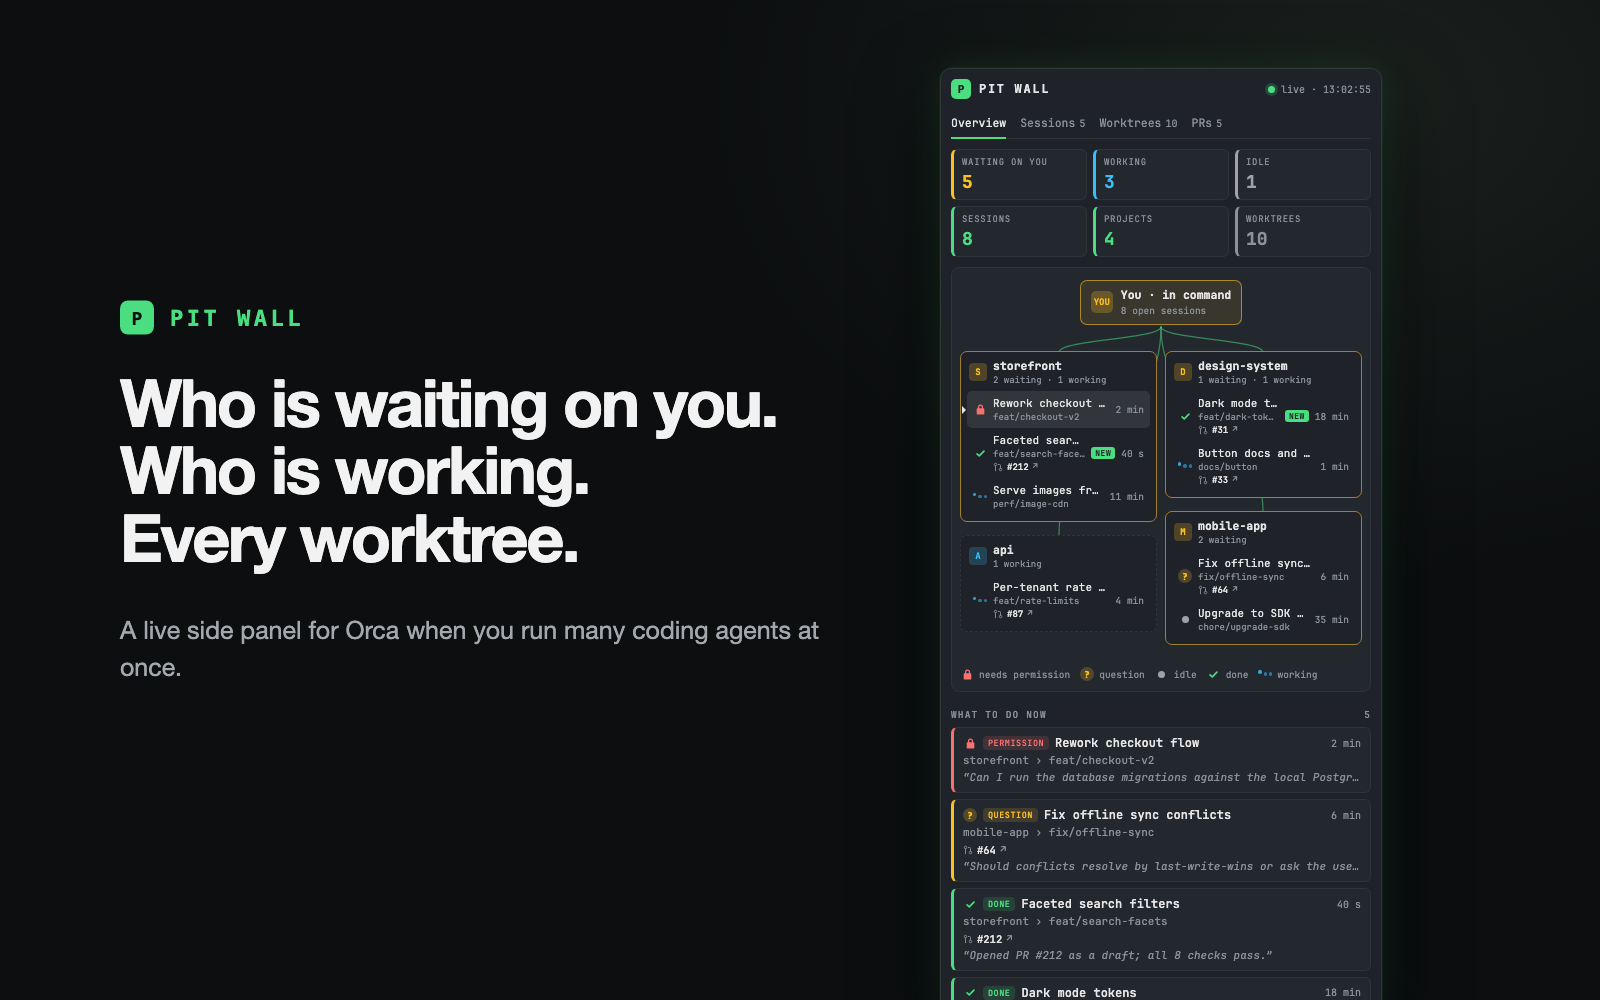 P PIT WALL
Who is waiting on you.
Who is working.
Every worktree.
A live side panel for Orca when you run many coding agents at
once.
P PIT WALL
live · 13:02:55
Overview Sessions 5 Worktrees 10 PRs 5
WAITING ON YOU
5
WORKING
3
IDLE
1
SESSIONS
8
PROJECTS
4
WORKTREES
10
YOU
You · in command
8 open sessions
S
storefront
2 waiting · 1 working
Rework checkout …
feat/checkout-v2
2 min
Faceted sear…
feat/search-face… NEW 40 s
#212 ↗
Serve images fr…
perf/image-cdn
11 min
D
design-system
1 waiting · 1 working
Dark mode t…
feat/dark-tok… NEW 18 min
#31 ↗
Button docs and …
docs/button
1 min
#33 ↗
A
api
1 working
Per-tenant rate …
feat/rate-limits
4 min
#87 ↗
M
mobile-app
2 waiting
Fix offline sync…
? fix/offline-sync
6 min
#64 ↗
Upgrade to SDK …
chore/upgrade-sdk
35 min
needs permission ? question idle done working
WHAT TO DO NOW 5
PERMISSION Rework checkout flow 2 min
storefront › feat/checkout-v2
"Can I run the database migrations against the local Postgr…
? QUESTION Fix offline sync conflicts 6 min
mobile-app › fix/offline-sync
#64 ↗
"Should conflicts resolve by last-write-wins or ask the use…
DONE Faceted search filters 40 s
storefront › feat/search-facets
#212 ↗
"Opened PR #212 as a draft; all 8 checks pass."
DONE Dark mode tokens 18 min